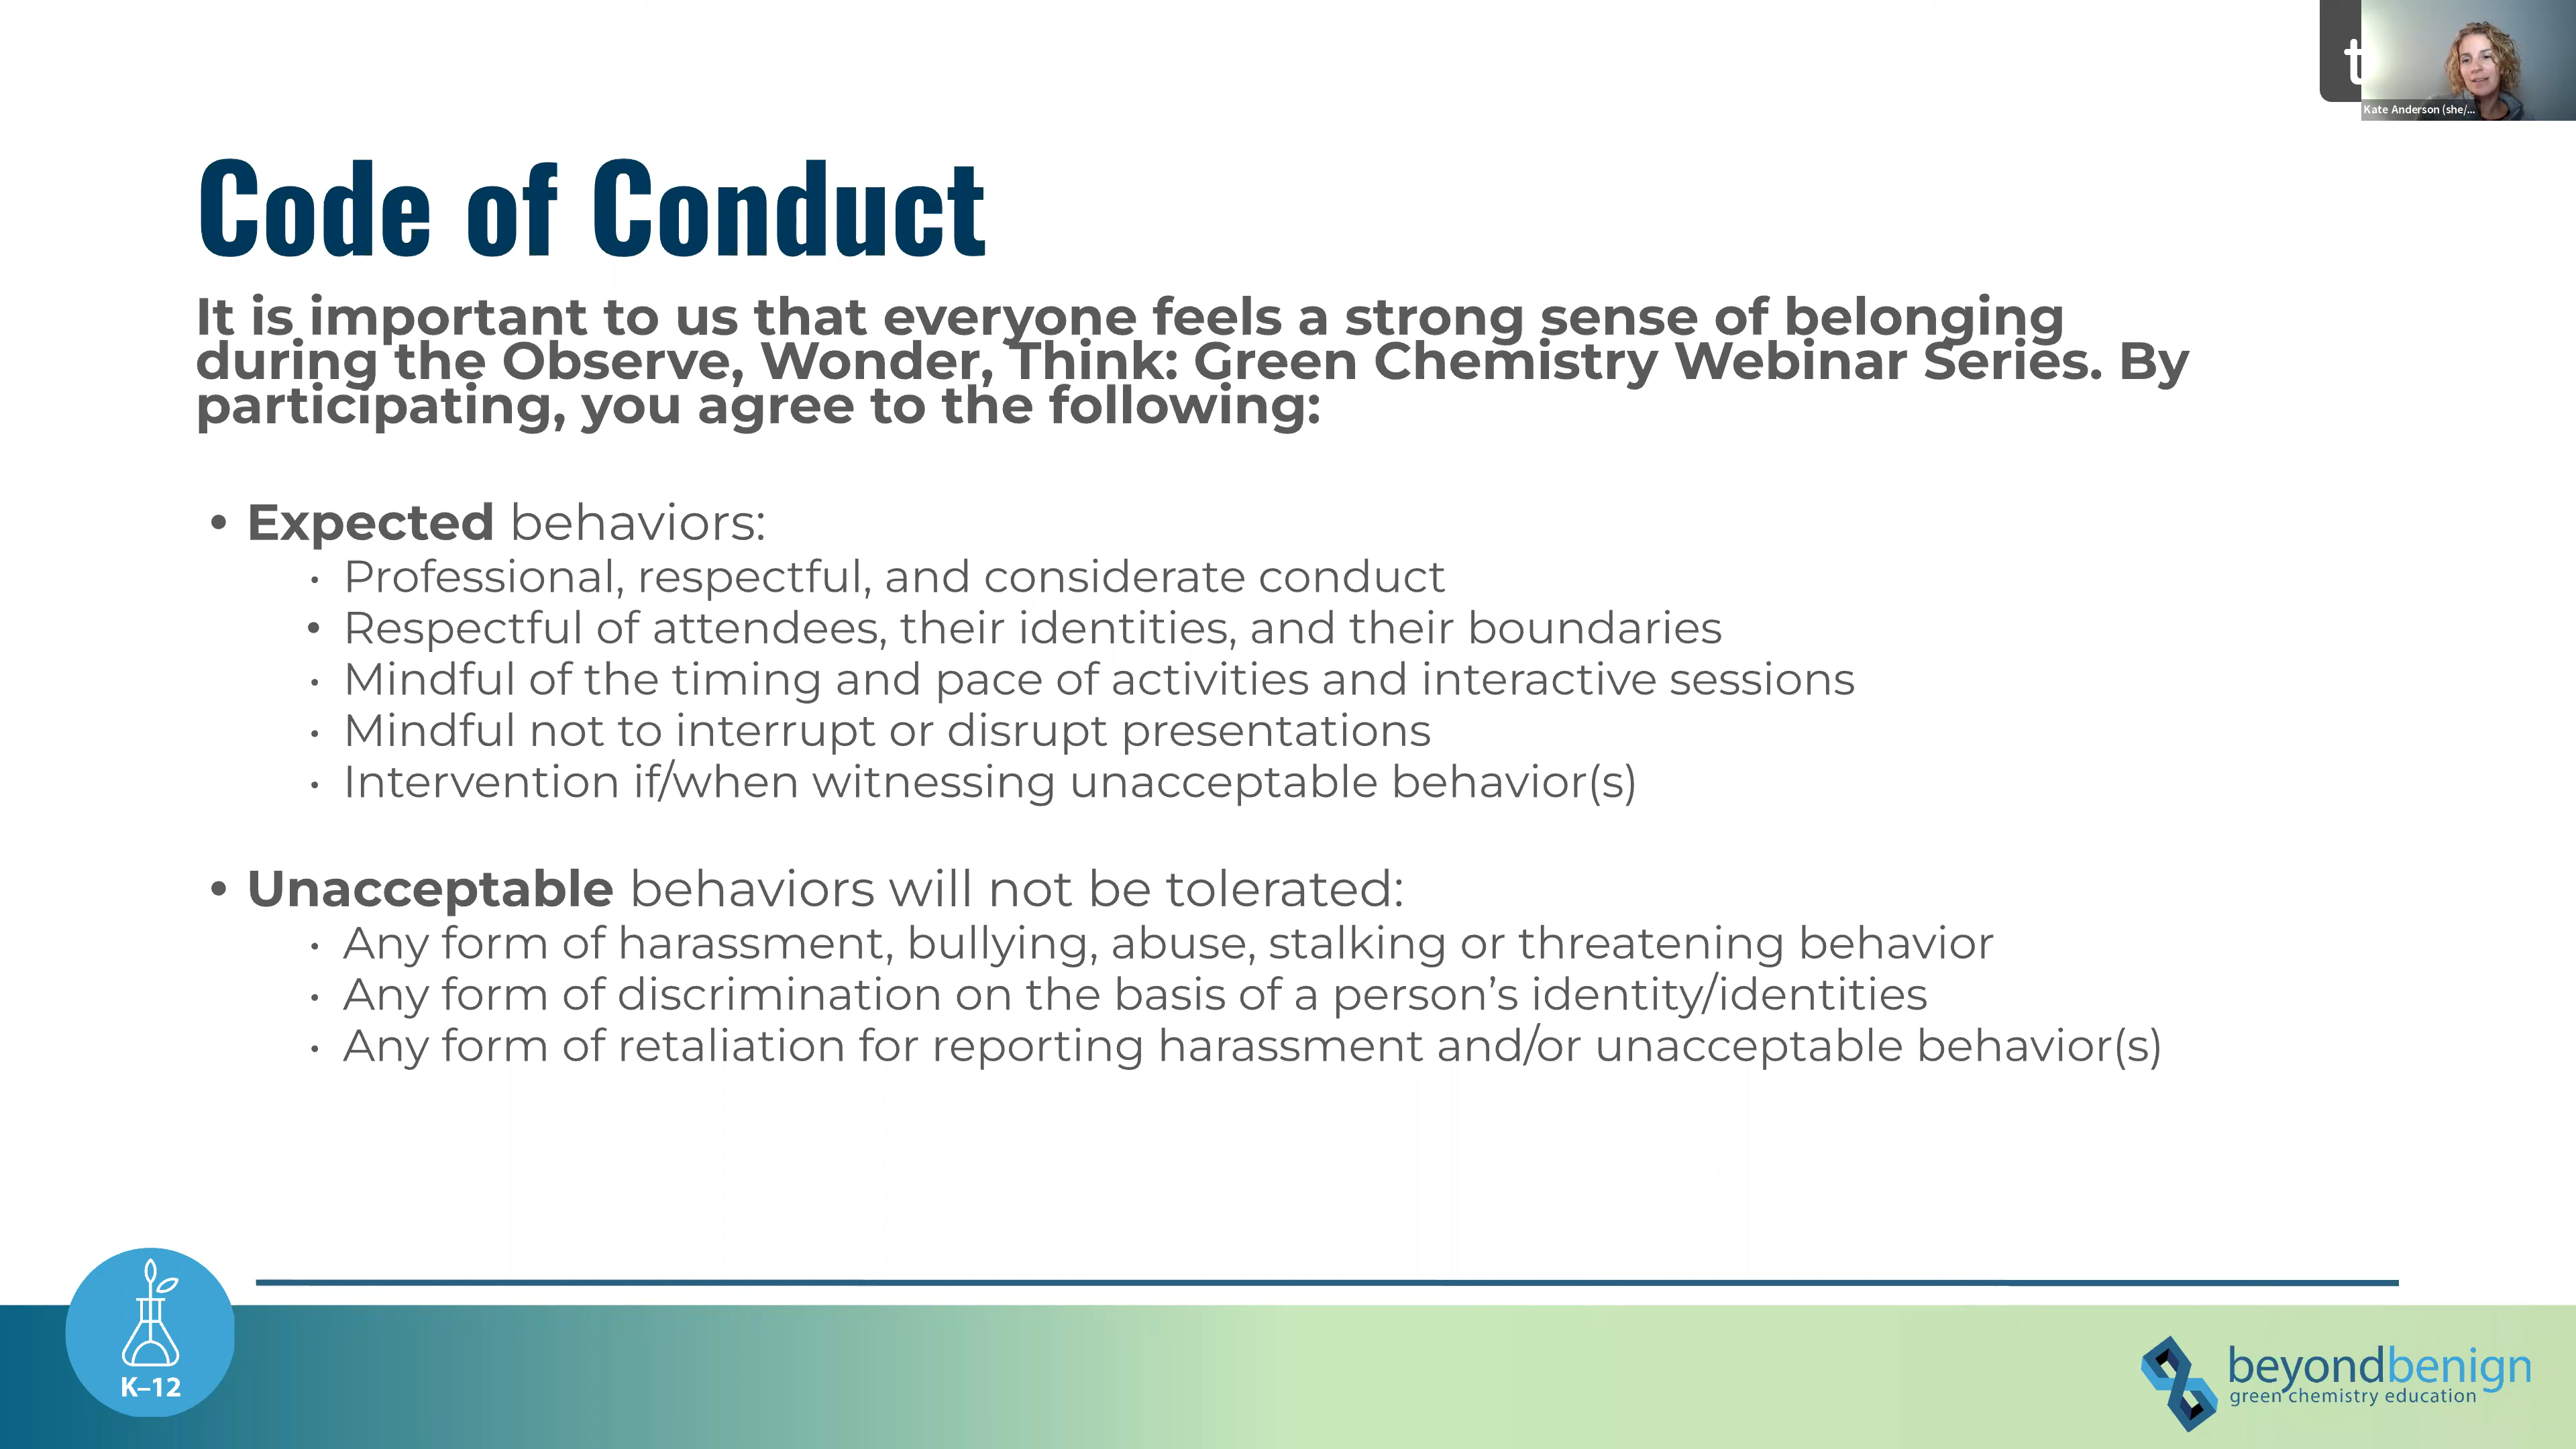 t
Kate Anderson (she/...
Code of Conduct
It is important to us that everyone feels a strong sense of belonging
during the Observe, Wonder, Think: Green Chemistry Webinar Series. By
participating, you agree to the following:
• Expected behaviors:
• Professional, respectful, and considerate conduct
• Respectful of attendees, their identities, and their boundaries
• Mindful of the timing and pace of activities and interactive sessions
• Mindful not to interrupt or disrupt presentations
• Intervention if/when witnessing unacceptable behavior(s)
• Unacceptable behaviors will not be tolerated:
• Any form of harassment, bullying, abuse, stalking or threatening behavior
• Any form of discrimination on the basis of a person’s identity/identities
• Any form of retaliation for reporting harassment and/or unacceptable behavior(s)
K–12
beyondbenign
green chemistry education